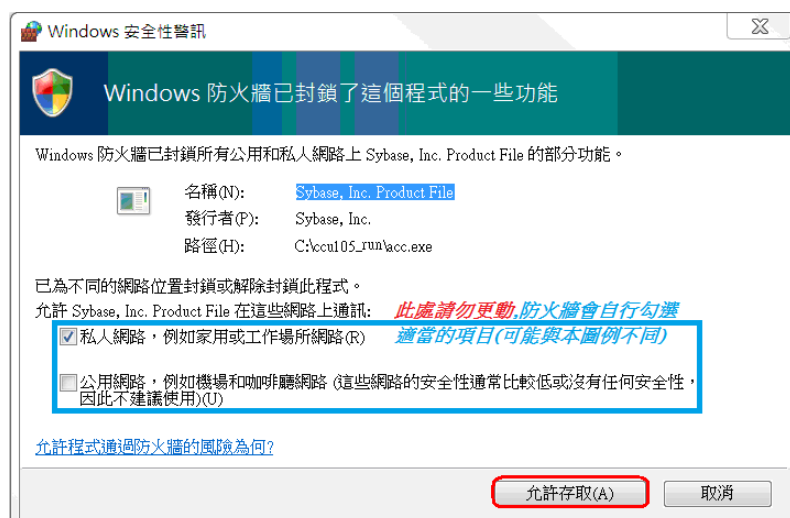 Windows 安全性警訊
Windows 防火牆已封鎖了這個程式的一些功能
Windows 防火牆已封鎖所有公用和私人網路上 Sybase, Inc. Product File 的部分功能。
名稱(N): Sybase, Inc. Product File
發行者(P): Sybase, Inc.
路徑(H): C:\ccu105_run\acc.exe
已為不同的網路位置封鎖或解除封鎖此程式。
允許 Sybase, Inc. Product File 在這些網路上通訊: 此處請勿更動,防火牆會自行勾選
私人網路，例如家用或工作場所網路(R) 適當的項目(可能與本圖例不同)
公用網路，例如機場和咖啡廳網路 (這些網路的安全性通常比較低或沒有任何安全性，
因此不建議使用)(U)
允許程式通過防火牆的風險為何?
允許存取(A) 取消